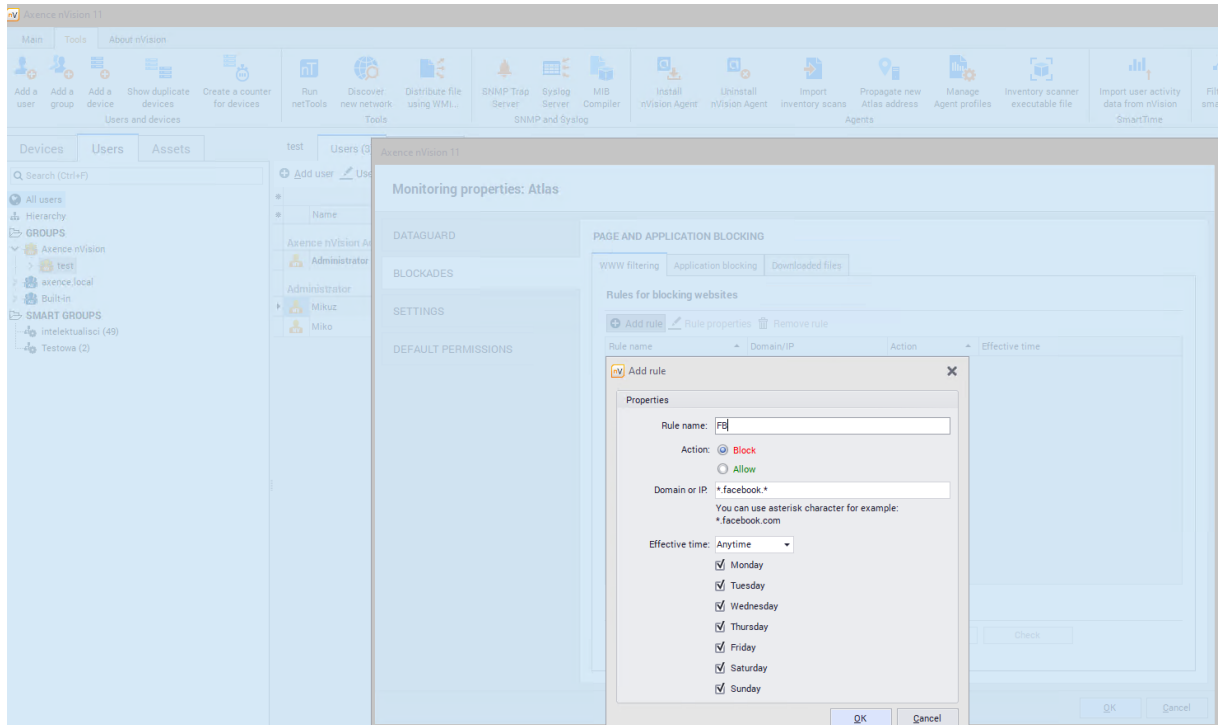 Axence nVision 11
Main Tools About nVision
Add a user
Add a group
Add a device
Show duplicate devices
Create a counter for devices
Users and devices
Run netTools
Discover new network
Distribute file using WMI...
Tools
SNMP Trap Server
Syslog Server
MIB Compiler
SNMP and Syslog
Install nVision Agent
Uninstall nVision Agent
Import inventory scans
Propagate new Atlas address
Manage Agent profiles
Inventory scanner executable file
Agents
Import user activity data from nVision
SmartTime
Devices Users Assets
Search (Ctrl+F)
All users
Hierarchy
GROUPS
Axence nVision
test
axence.local
Built-in
SMART GROUPS
intelektualisci (49)
Testowa (2)
test Users (3
Add user Use
Name
Axence nVision A
Administrator
Administrator
Mikuz
Miko
Axence nVision 11
Monitoring properties: Atlas
DATAGUARD
BLOCKADES
SETTINGS
DEFAULT PERMISSIONS
PAGE AND APPLICATION BLOCKING
WWW filtering Application blocking Downloaded files
Rules for blocking websites
Add rule Rule properties Remove rule
Rule name Domain/IP Action Effective time
nV Add rule
Properties
Rule name: FB
Action: Block
Allow
Domain or IP: *.facebook.*
You can use asterisk character for example:
*.facebook.com
Effective time: Anytime
Monday
Tuesday
Wednesday
Thursday
Friday
Saturday
Sunday
OK Cancel
Check
OK Cancel